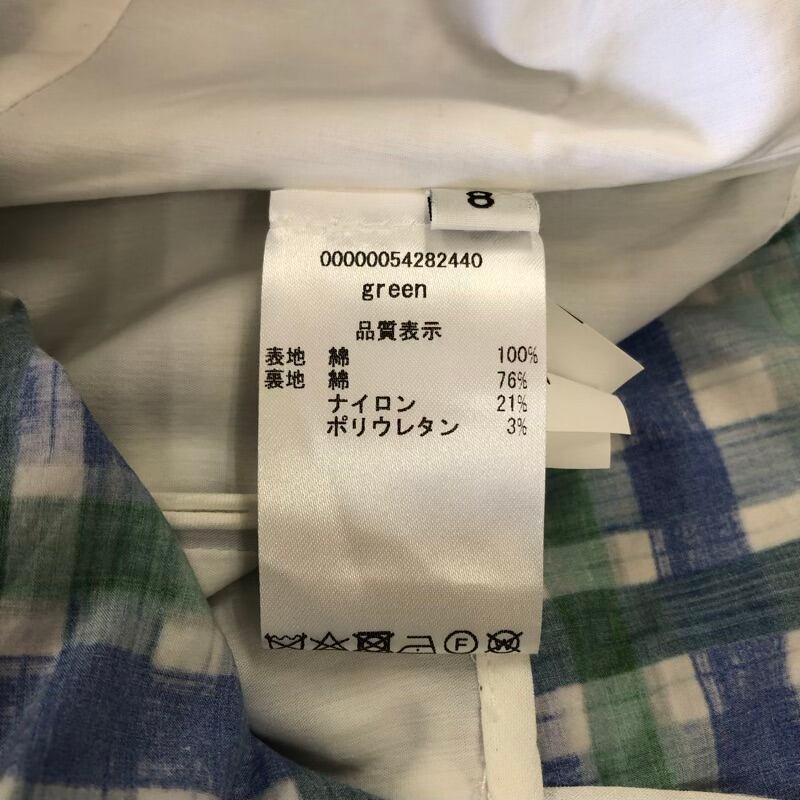 8
00000054282440
green
品質表示
表地 綿 100%
裏地 綿 76%
ナイロン 21%
ポリウレタン 3%
F W